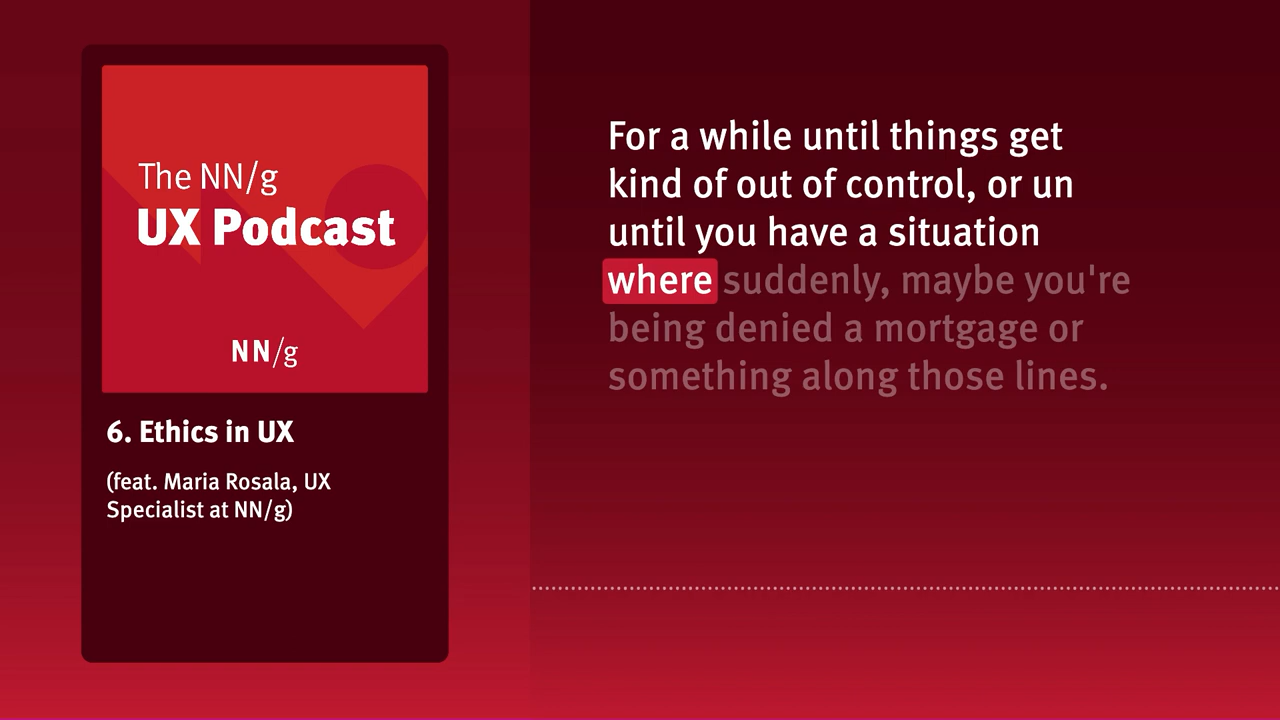 The NN/g
UX Podcast
NN/g
6. Ethics in UX
(feat. Maria Rosala, UX
Specialist at NN/g)
For a while until things get
kind of out of control, or un
until you have a situation
where suddenly, maybe you're
being denied a mortgage or
something along those lines.